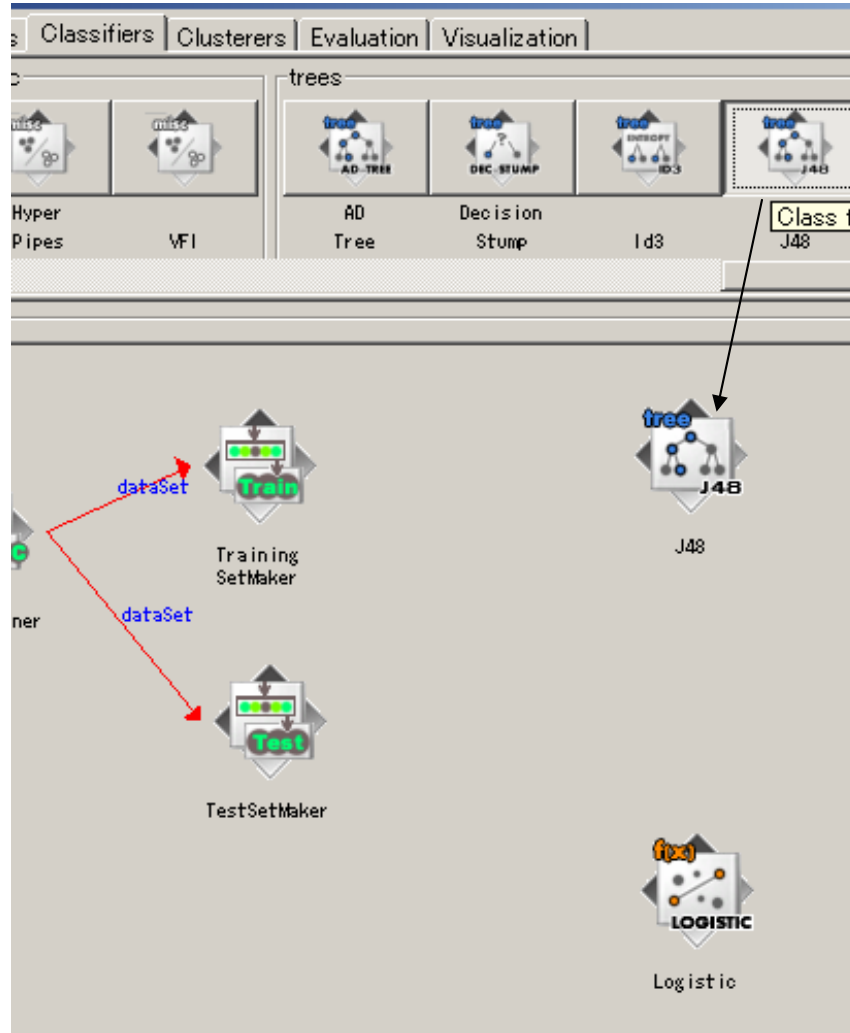 s Classifiers Clusterers Evaluation Visualization
c trees
misc misc tree tree tree tree
AD-TREE DEC-STUMP ENTROPY ID3 J48
?
Hyper AD Decision Class f
Pipes VFI Tree Stump Id3 J48
tree
J48
J48
dataSet
Train
Training
SetMaker
c
ner
dataSet
Test
TestSetMaker
f(x)
LOGISTIC
Logistic